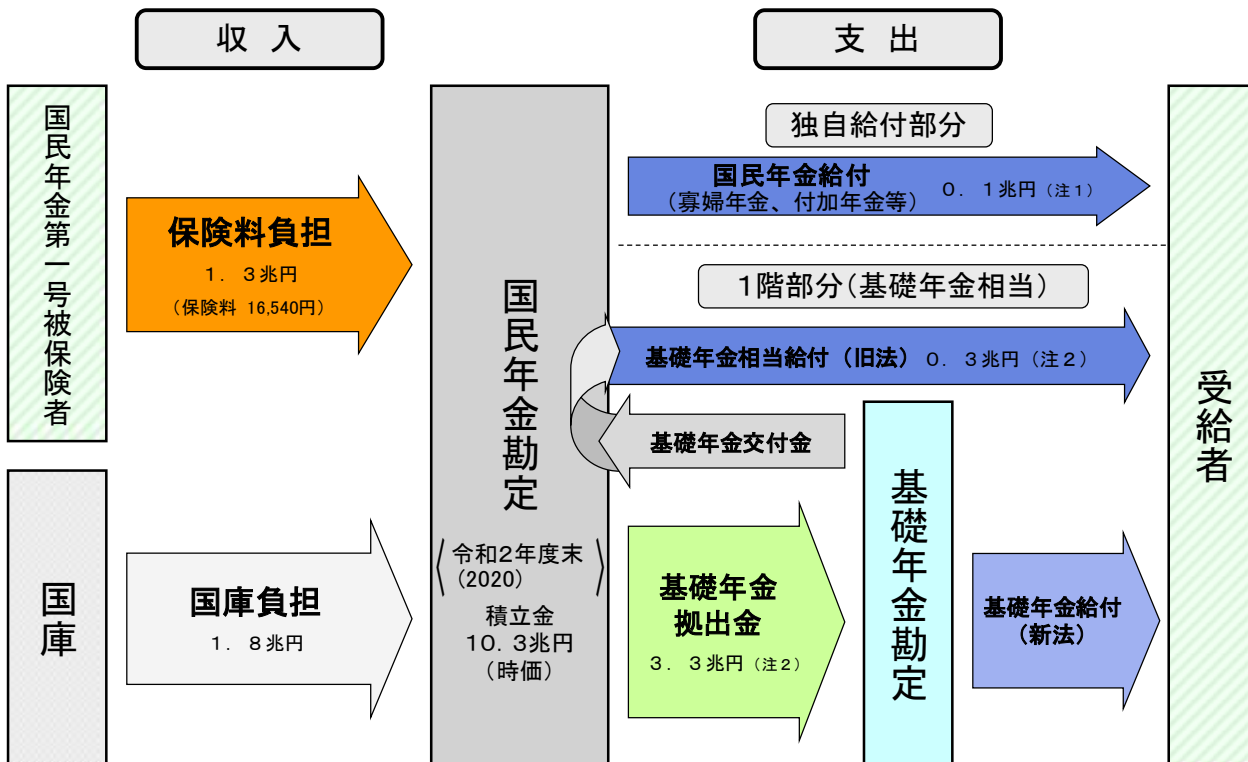 収 入
支 出
国民年金第一号被保険者
保険料負担
1. 3兆円
(保険料 16,540円)
国庫
国庫負担
1. 8兆円
国民年金勘定
令和2年度末
(2020)
積立金
10. 3兆円
(時価)
独自給付部分
国民年金給付
(寡婦年金、付加年金等) 0. 1兆円(注1)
1階部分(基礎年金相当)
基礎年金相当給付(旧法) 0. 3兆円(注2)
基礎年金交付金
基礎年金
拠出金
3. 3兆円(注2)
基礎年金勘定
基礎年金給付
(新法)
受給者